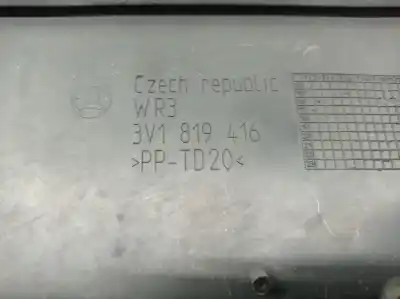 Czech republic
WR3
3V1 819 416
>PP-TD20<